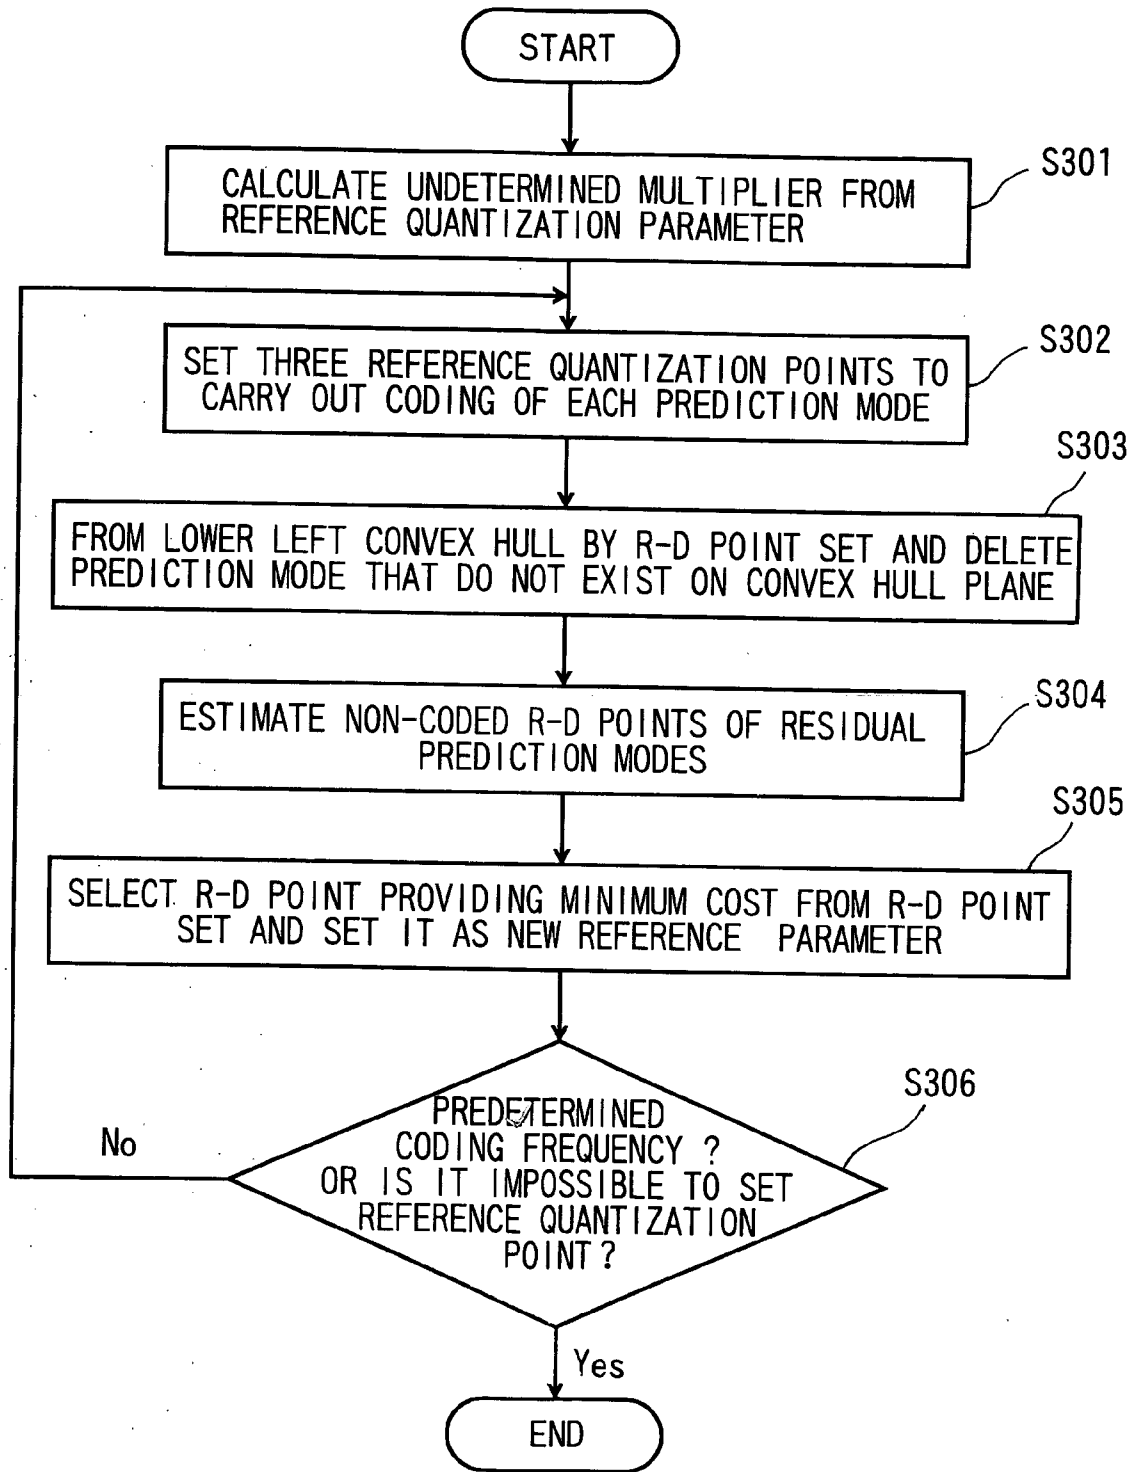 START
S301
CALCULATE UNDETERMINED MULTIPLIER FROM
REFERENCE QUANTIZATION PARAMETER
S302
SET THREE REFERENCE QUANTIZATION POINTS TO
CARRY OUT CODING OF EACH PREDICTION MODE
S303
FROM LOWER LEFT CONVEX HULL BY R-D POINT SET AND DELETE
PREDICTION MODE THAT DO NOT EXIST ON CONVEX HULL PLANE
S304
ESTIMATE NON-CODED R-D POINTS OF RESIDUAL
PREDICTION MODES
S305
SELECT R-D POINT PROVIDING MINIMUM COST FROM R-D POINT
SET AND SET IT AS NEW REFERENCE PARAMETER
S306
PREDETERMINED
CODING FREQUENCY ?
OR IS IT IMPOSSIBLE TO SET
REFERENCE QUANTIZATION
POINT ?
No
Yes
END